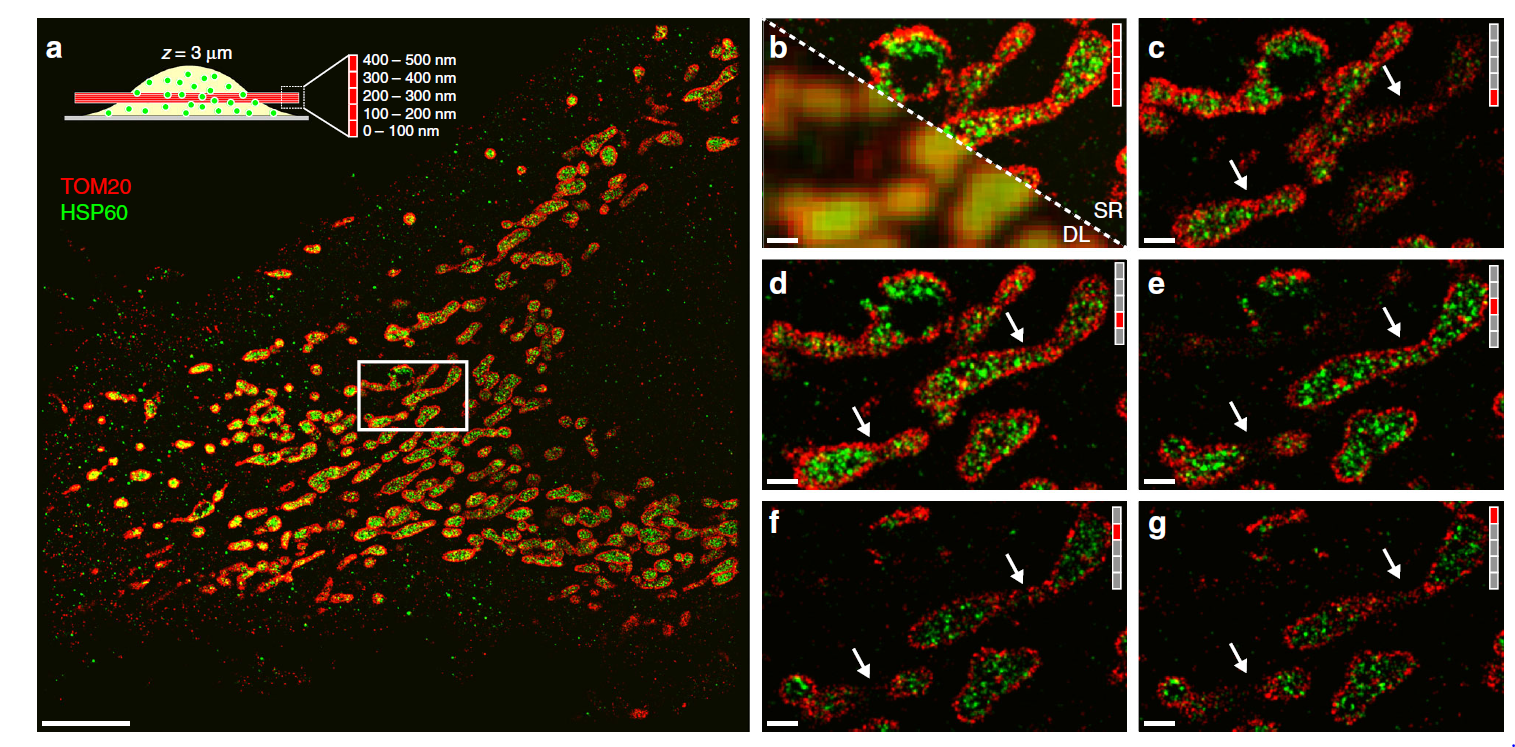 a
z = 3 μm
400 – 500 nm
300 – 400 nm
200 – 300 nm
100 – 200 nm
0 – 100 nm
TOM20
HSP60
b
SR
DL
c
d
e
f
g